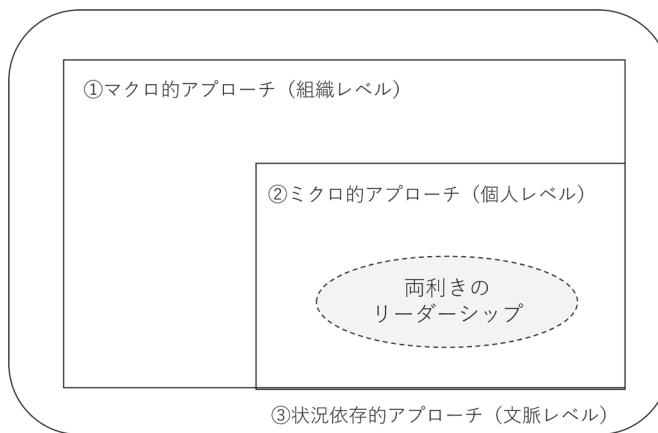 ①マクロ的アプローチ（組織レベル）
②ミクロ的アプローチ（個人レベル）
両利きの
リーダーシップ
③状況依存的アプローチ（文脈レベル）